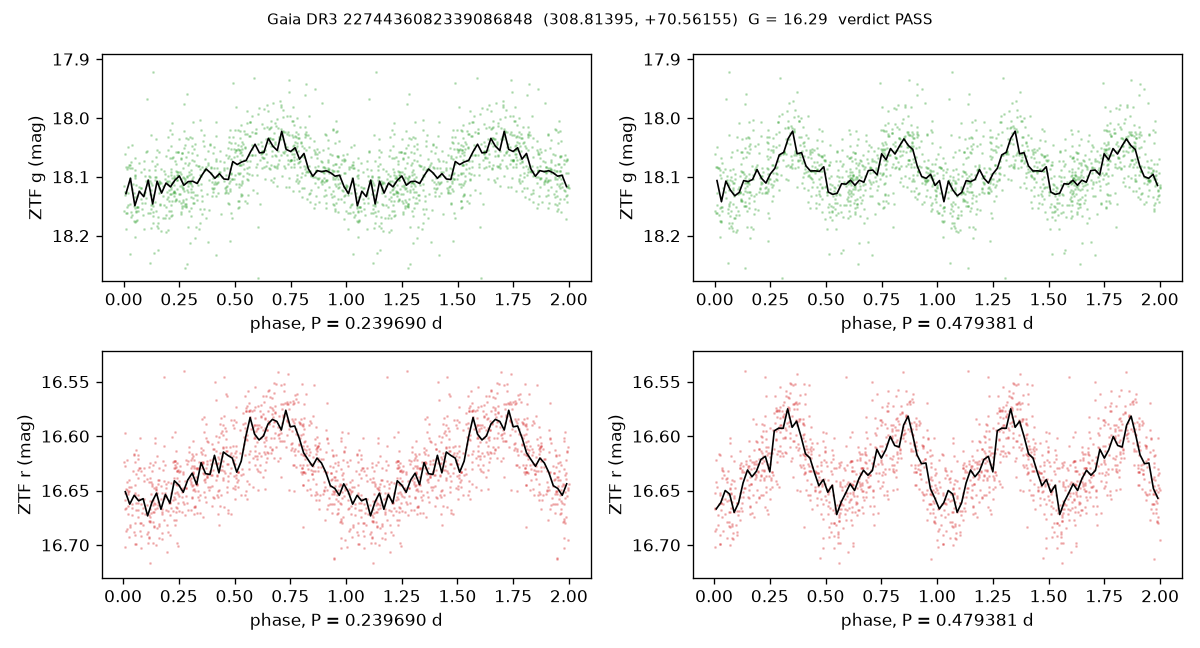 Gaia DR3 2274436082339086848 (308.81395, +70.56155) G = 16.29 verdict PASS
ZTF g (mag)
17.9
18.0
18.1
18.2
0.00 0.25 0.50 0.75 1.00 1.25 1.50 1.75 2.00
phase, P = 0.239690 d
ZTF g (mag)
17.9
18.0
18.1
18.2
0.00 0.25 0.50 0.75 1.00 1.25 1.50 1.75 2.00
phase, P = 0.479381 d
ZTF r (mag)
16.55
16.60
16.65
16.70
0.00 0.25 0.50 0.75 1.00 1.25 1.50 1.75 2.00
phase, P = 0.239690 d
ZTF r (mag)
16.55
16.60
16.65
16.70
0.00 0.25 0.50 0.75 1.00 1.25 1.50 1.75 2.00
phase, P = 0.479381 d